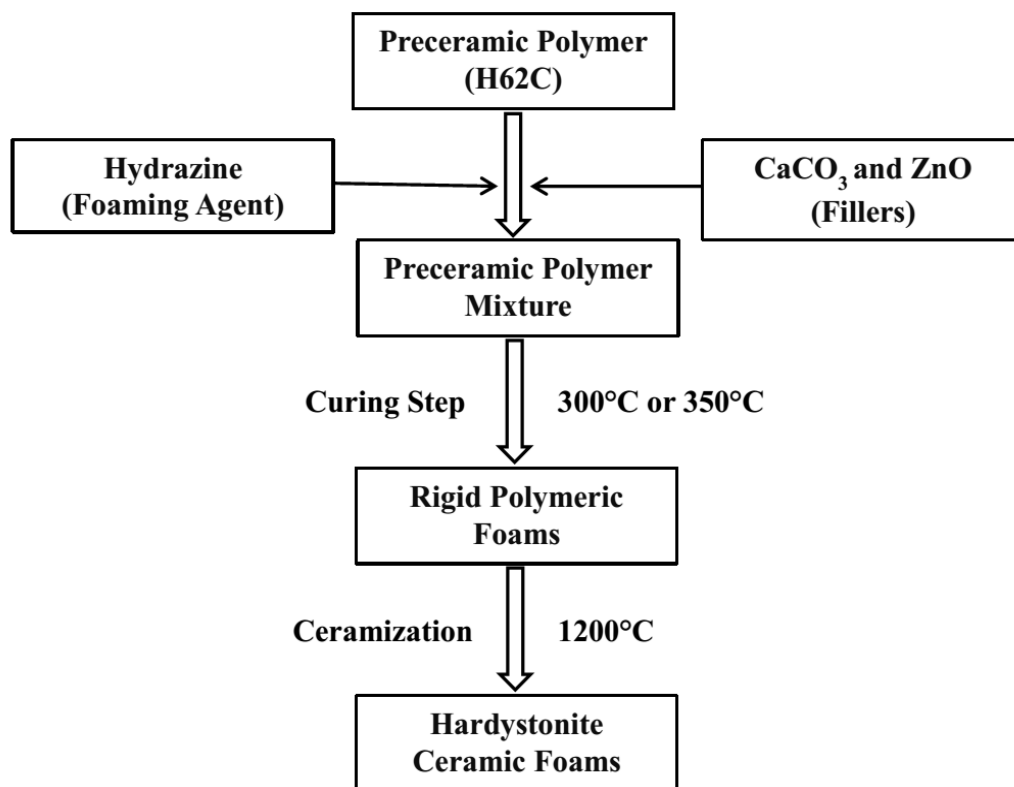 Preceramic Polymer
(H62C)
Hydrazine
(Foaming Agent)
CaCO₃ and ZnO
(Fillers)
Preceramic Polymer
Mixture
Curing Step
300°C or 350°C
Rigid Polymeric
Foams
Ceramization
1200°C
Hardystonite
Ceramic Foams